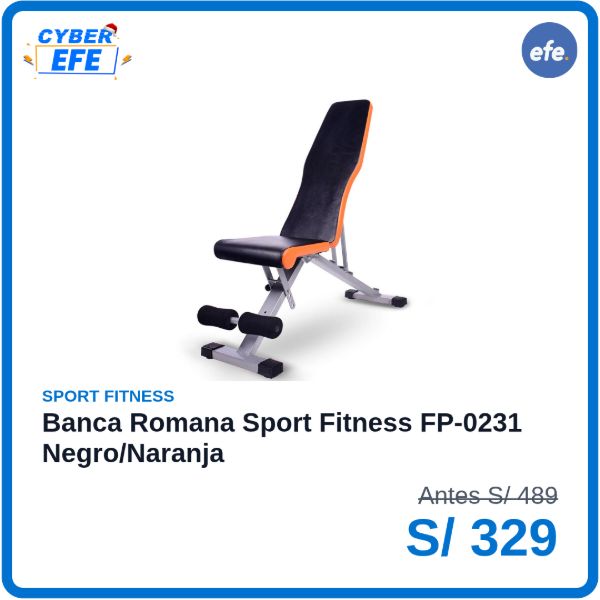 CYBER
EFE
efe.
SPORT FITNESS
Banca Romana Sport Fitness FP-0231
Negro/Naranja
Antes S/ 489
S/ 329